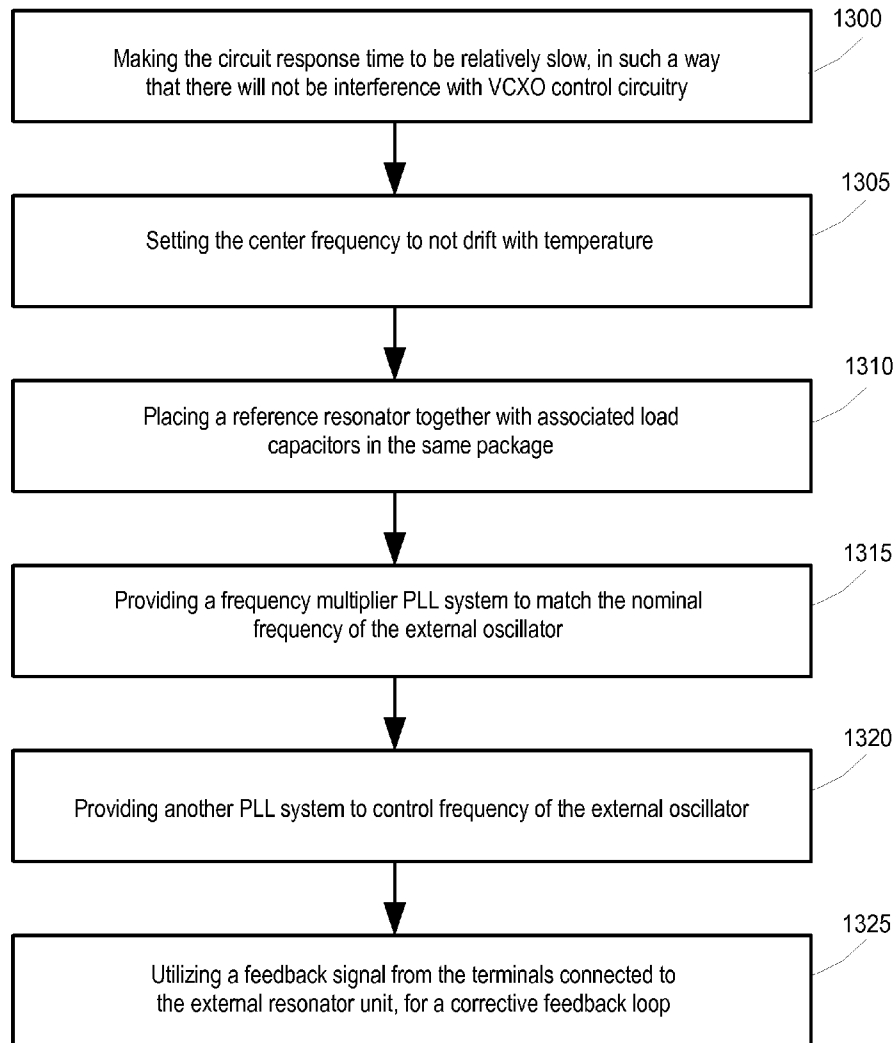 1300
Making the circuit response time to be relatively slow, in such a way
that there will not be interference with VCXO control circuitry
1305
Setting the center frequency to not drift with temperature
1310
Placing a reference resonator together with associated load
capacitors in the same package
1315
Providing a frequency multiplier PLL system to match the nominal
frequency of the external oscillator
1320
Providing another PLL system to control frequency of the external oscillator
1325
Utilizing a feedback signal from the terminals connected to
the external resonator unit, for a corrective feedback loop